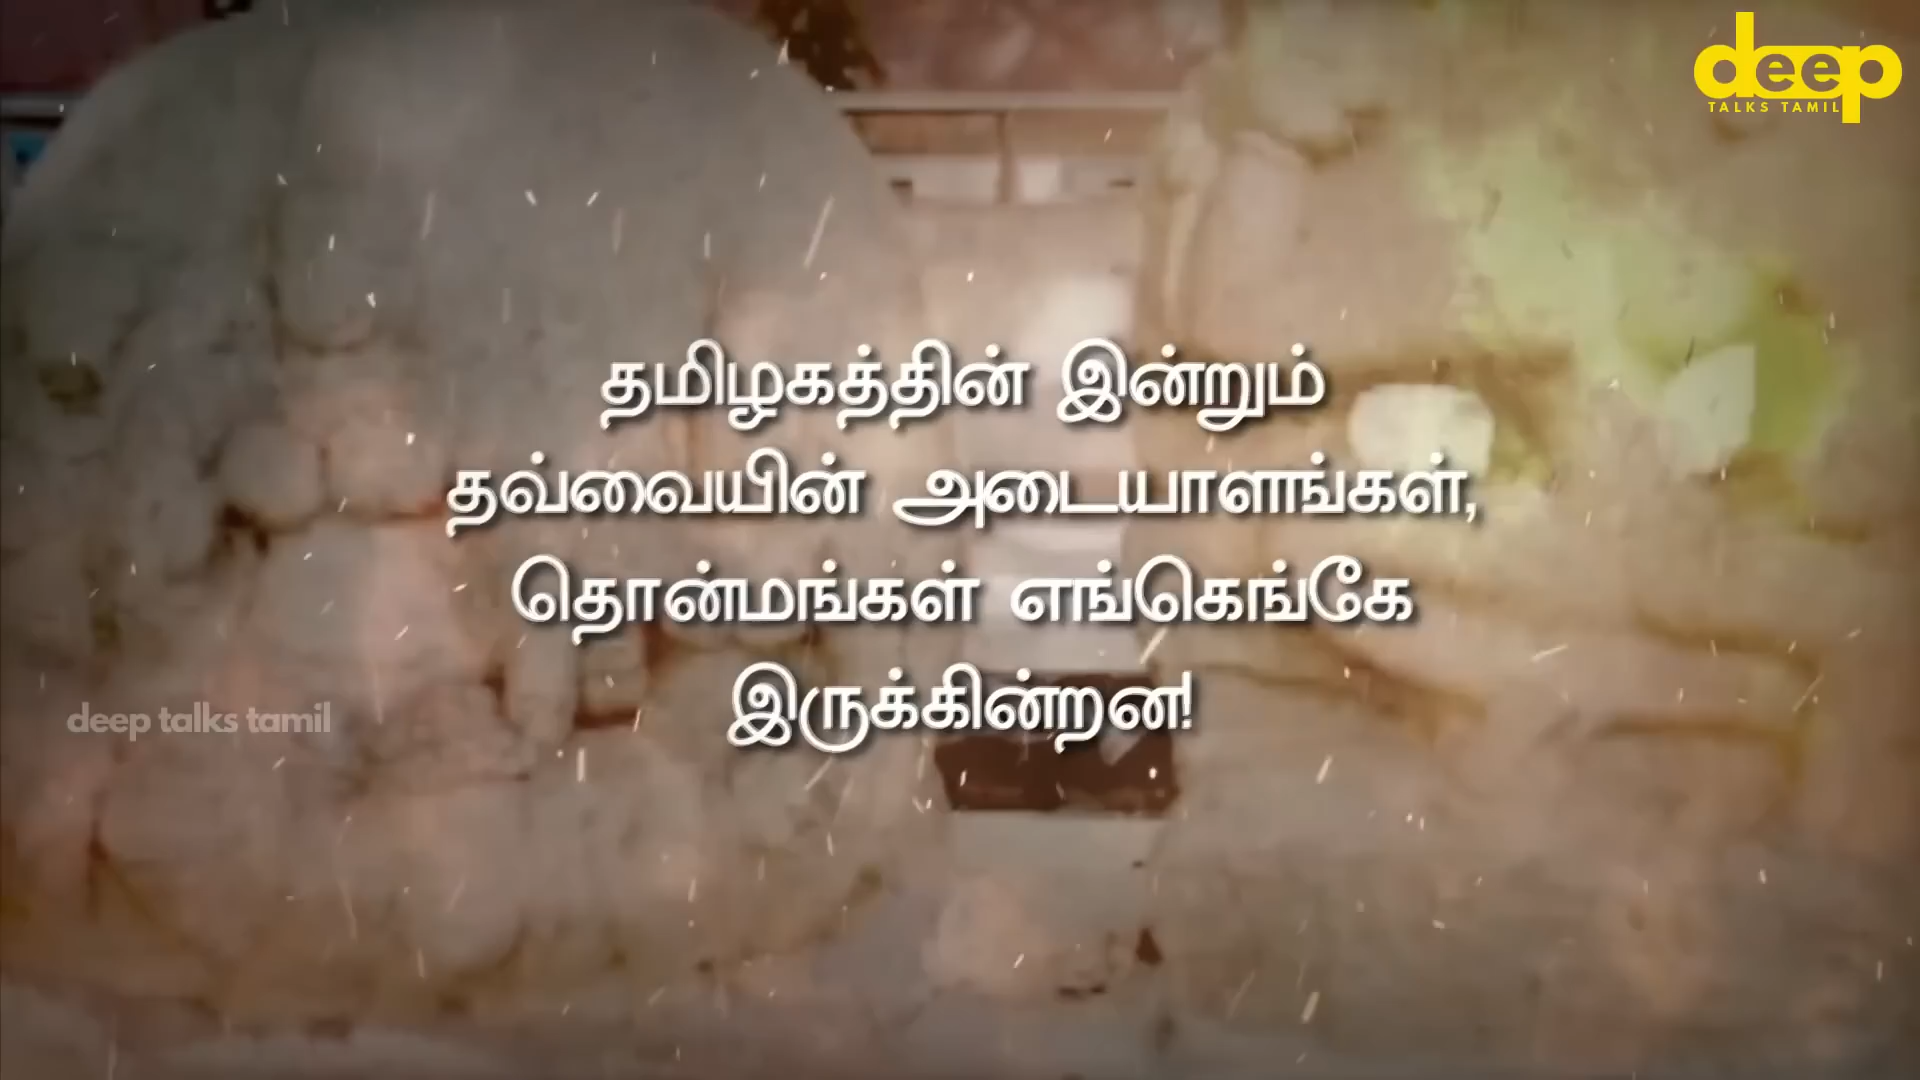 deep
TALKS TAMIL
தமிழகத்தின் இன்றும்
தவ்வையின் அடையாளங்கள்,
தொன்மங்கள் எங்கெங்கே
இருக்கின்றன!
deep talks tamil